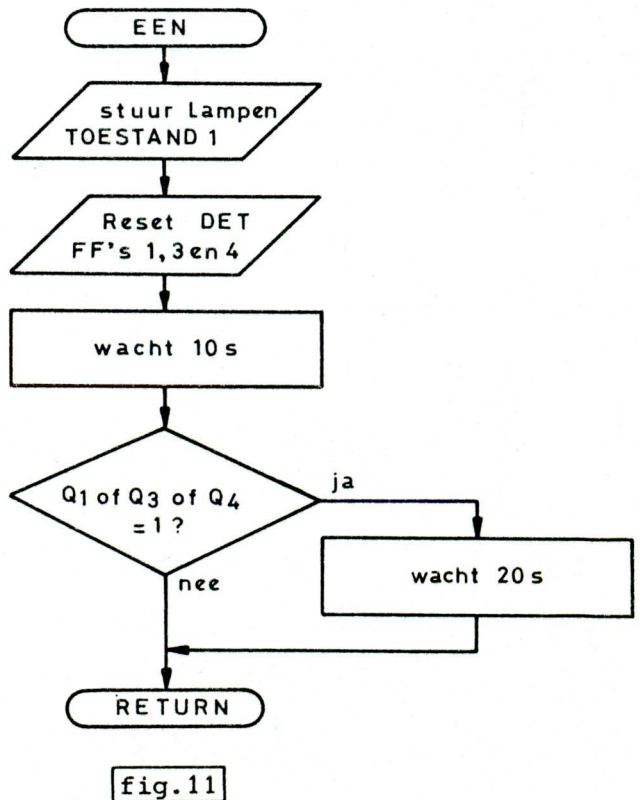 EEN
stuur Lampen
TOESTAND 1
Reset DET
FF's 1,3 en 4
wacht 10 s
Q1 of Q3 of Q4
= 1 ?
ja
wacht 20 s
nee
RETURN
fig.11